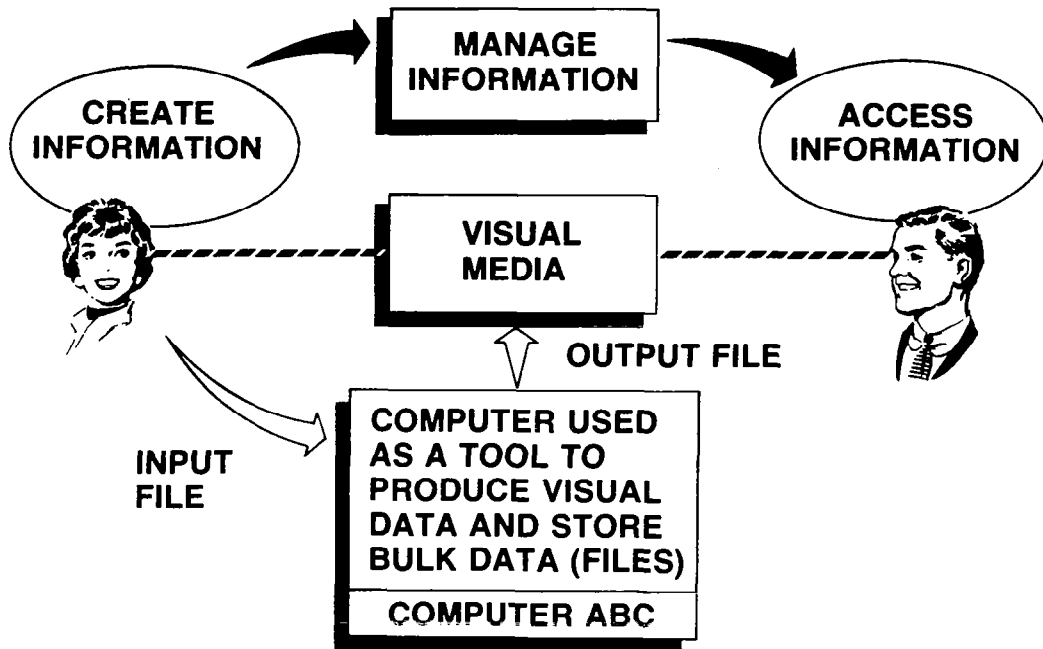 MANAGE
INFORMATION
CREATE
INFORMATION
ACCESS
INFORMATION
VISUAL
MEDIA
OUTPUT FILE
INPUT
FILE
COMPUTER USED
AS A TOOL TO
PRODUCE VISUAL
DATA AND STORE
BULK DATA (FILES)
COMPUTER ABC